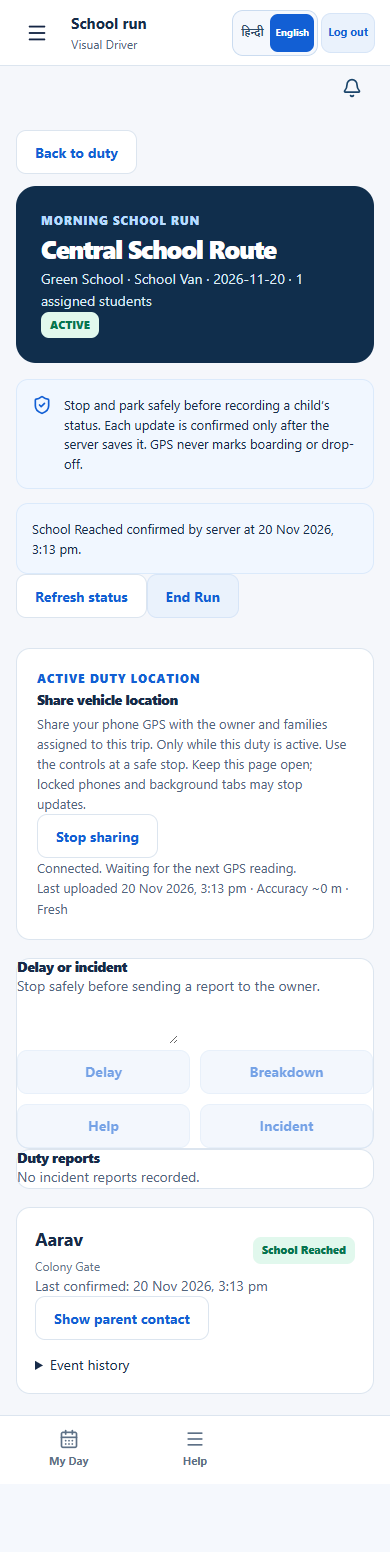 School run
Visual Driver
हिन्दी
English
Log out
Back to duty
MORNING SCHOOL RUN
Central School Route
Green School · School Van · 2026-11-20 · 1
assigned students
ACTIVE
Stop and park safely before recording a child's
status. Each update is confirmed only after the
server saves it. GPS never marks boarding or drop-
off.
School Reached confirmed by server at 20 Nov 2026,
3:13 pm.
Refresh status
End Run
ACTIVE DUTY LOCATION
Share vehicle location
Share your phone GPS with the owner and families
assigned to this trip. Only while this duty is active. Use
the controls at a safe stop. Keep this page open;
locked phones and background tabs may stop
updates.
Stop sharing
Connected. Waiting for the next GPS reading.
Last uploaded 20 Nov 2026, 3:13 pm · Accuracy ~0 m ·
Fresh
Delay or incident
Stop safely before sending a report to the owner.
Delay
Breakdown
Help
Incident
Duty reports
No incident reports recorded.
Aarav
School Reached
Colony Gate
Last confirmed: 20 Nov 2026, 3:13 pm
Show parent contact
Event history
My Day
Help